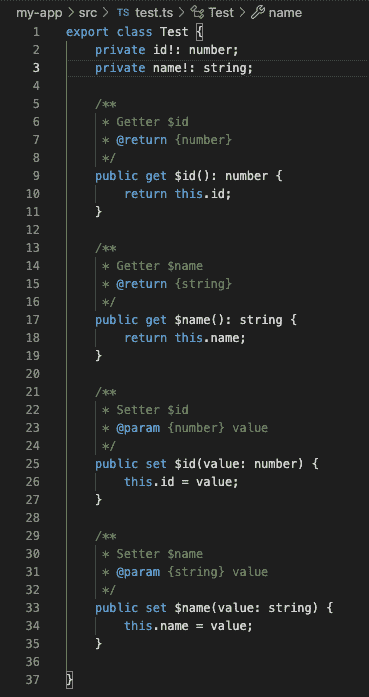 my-app > src > TS test.ts > Test > name
1 export class Test {
2 private id!: number;
3 private name!: string;
4
5 /**
6 * Getter $id
7 * @return {number}
8 */
9 public get $id(): number {
10 return this.id;
11 }
12
13 /**
14 * Getter $name
15 * @return {string}
16 */
17 public get $name(): string {
18 return this.name;
19 }
20
21 /**
22 * Setter $id
23 * @param {number} value
24 */
25 public set $id(value: number) {
26 this.id = value;
27 }
28
29 /**
30 * Setter $name
31 * @param {string} value
32 */
33 public set $name(value: string) {
34 this.name = value;
35 }
36
37 }